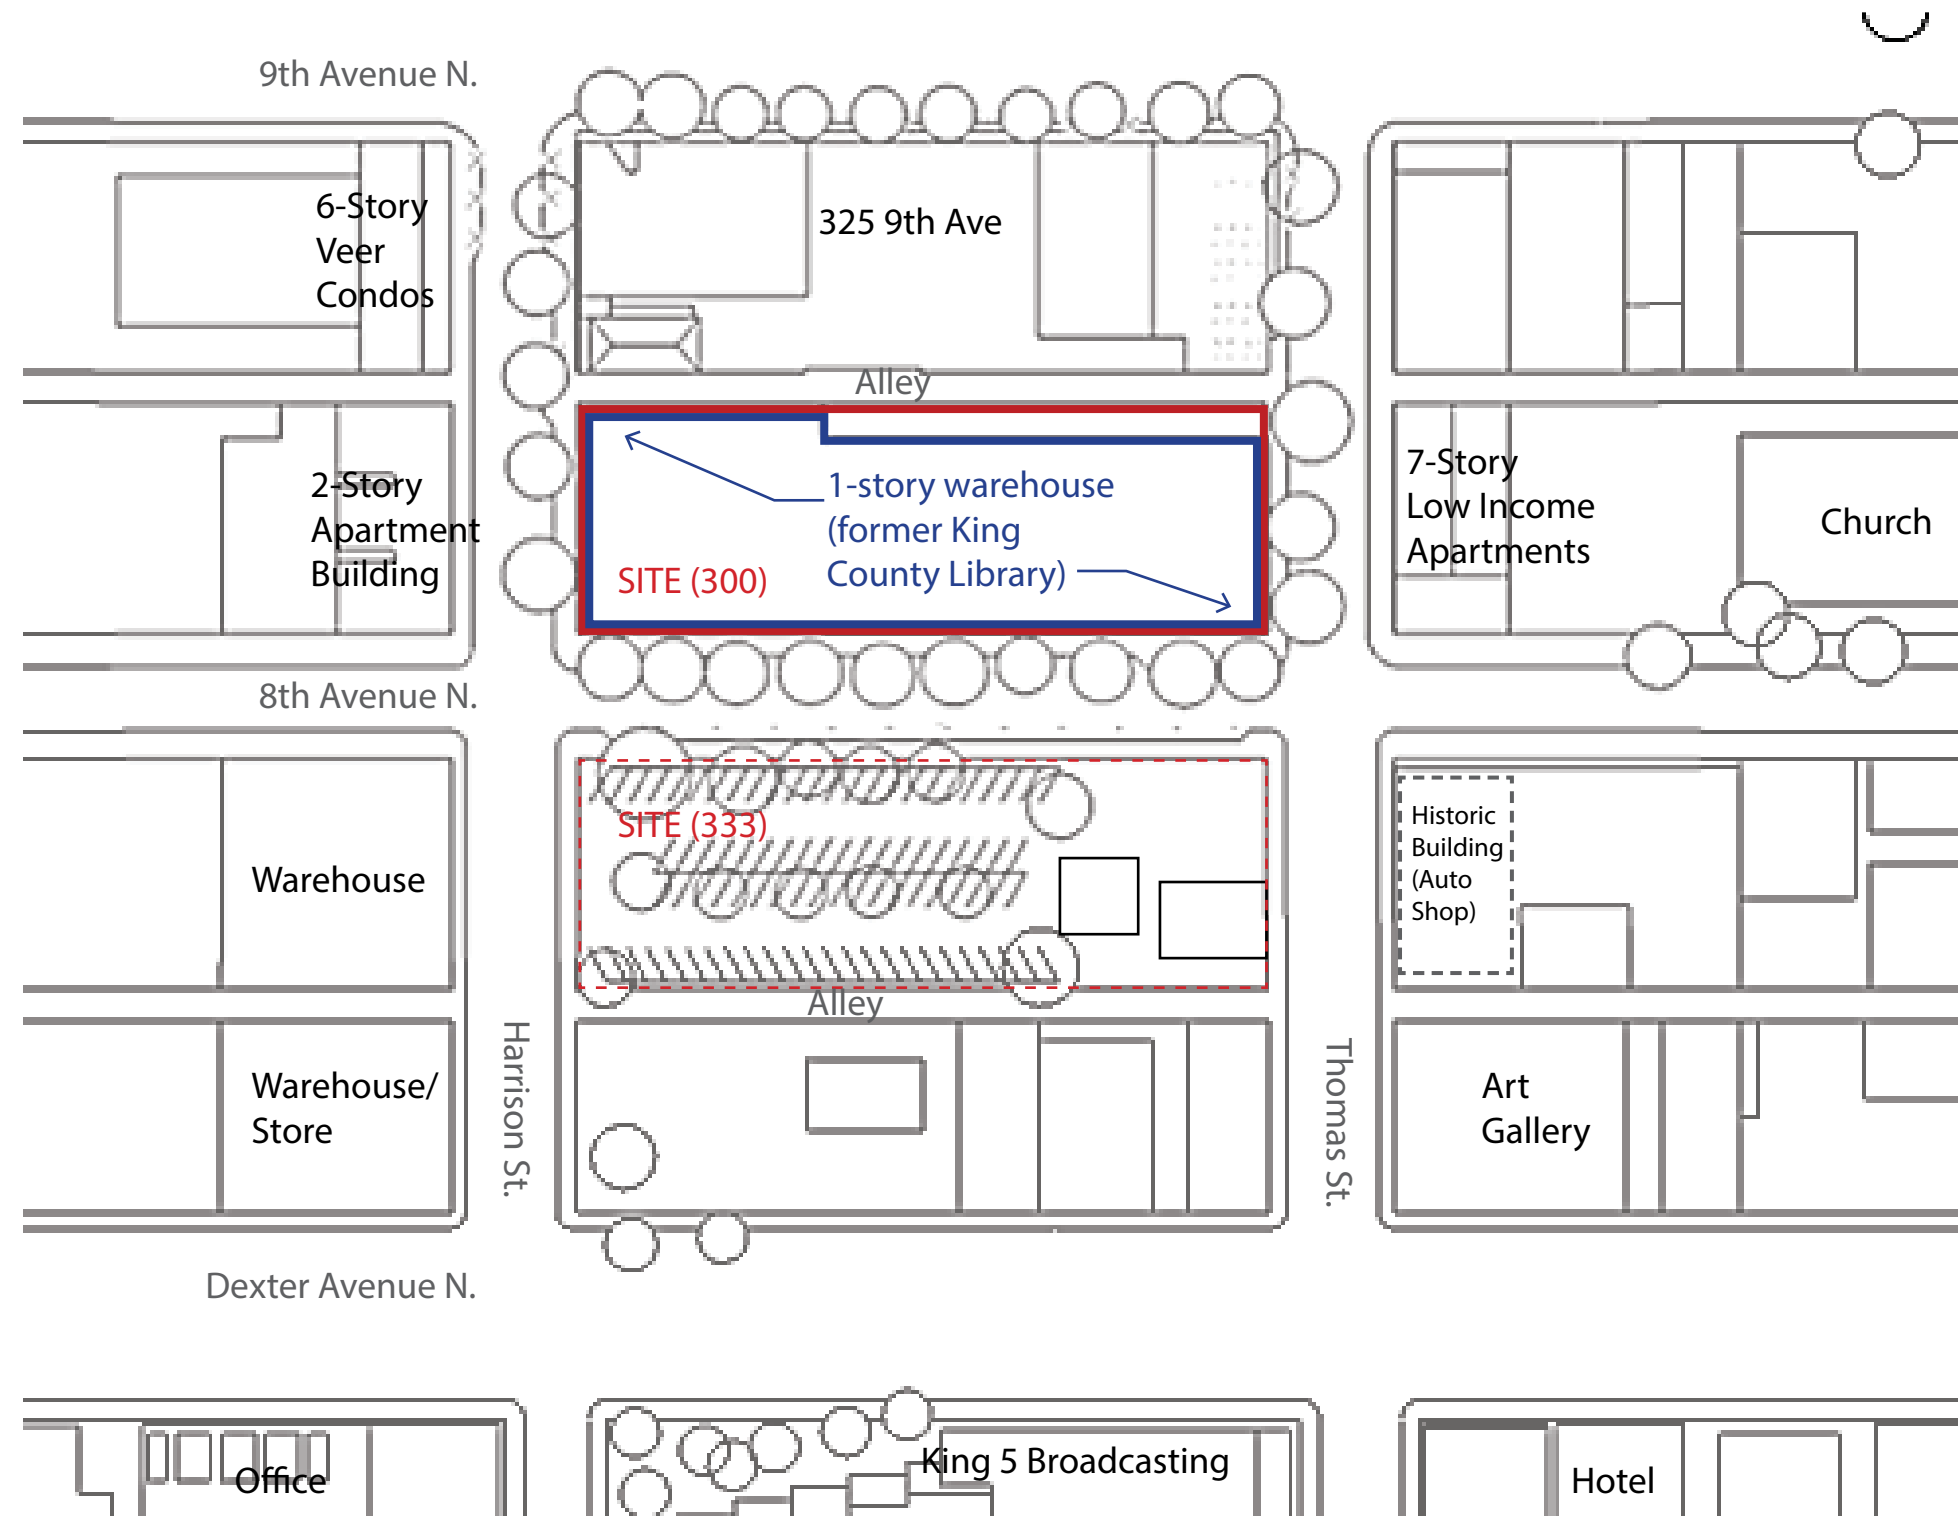 9th Avenue N.
6-Story
Veer
Condos
325 9th Ave
Alley
2-Story
Apartment
Building
1-story warehouse
(former King
County Library)
SITE (300)
7-Story
Low Income
Apartments
Church
8th Avenue N.
SITE (333)
Warehouse
Historic
Building
(Auto
Shop)
Alley
Harrison St.
Thomas St.
Warehouse/
Store
Art
Gallery
Dexter Avenue N.
Office
King 5 Broadcasting
Hotel